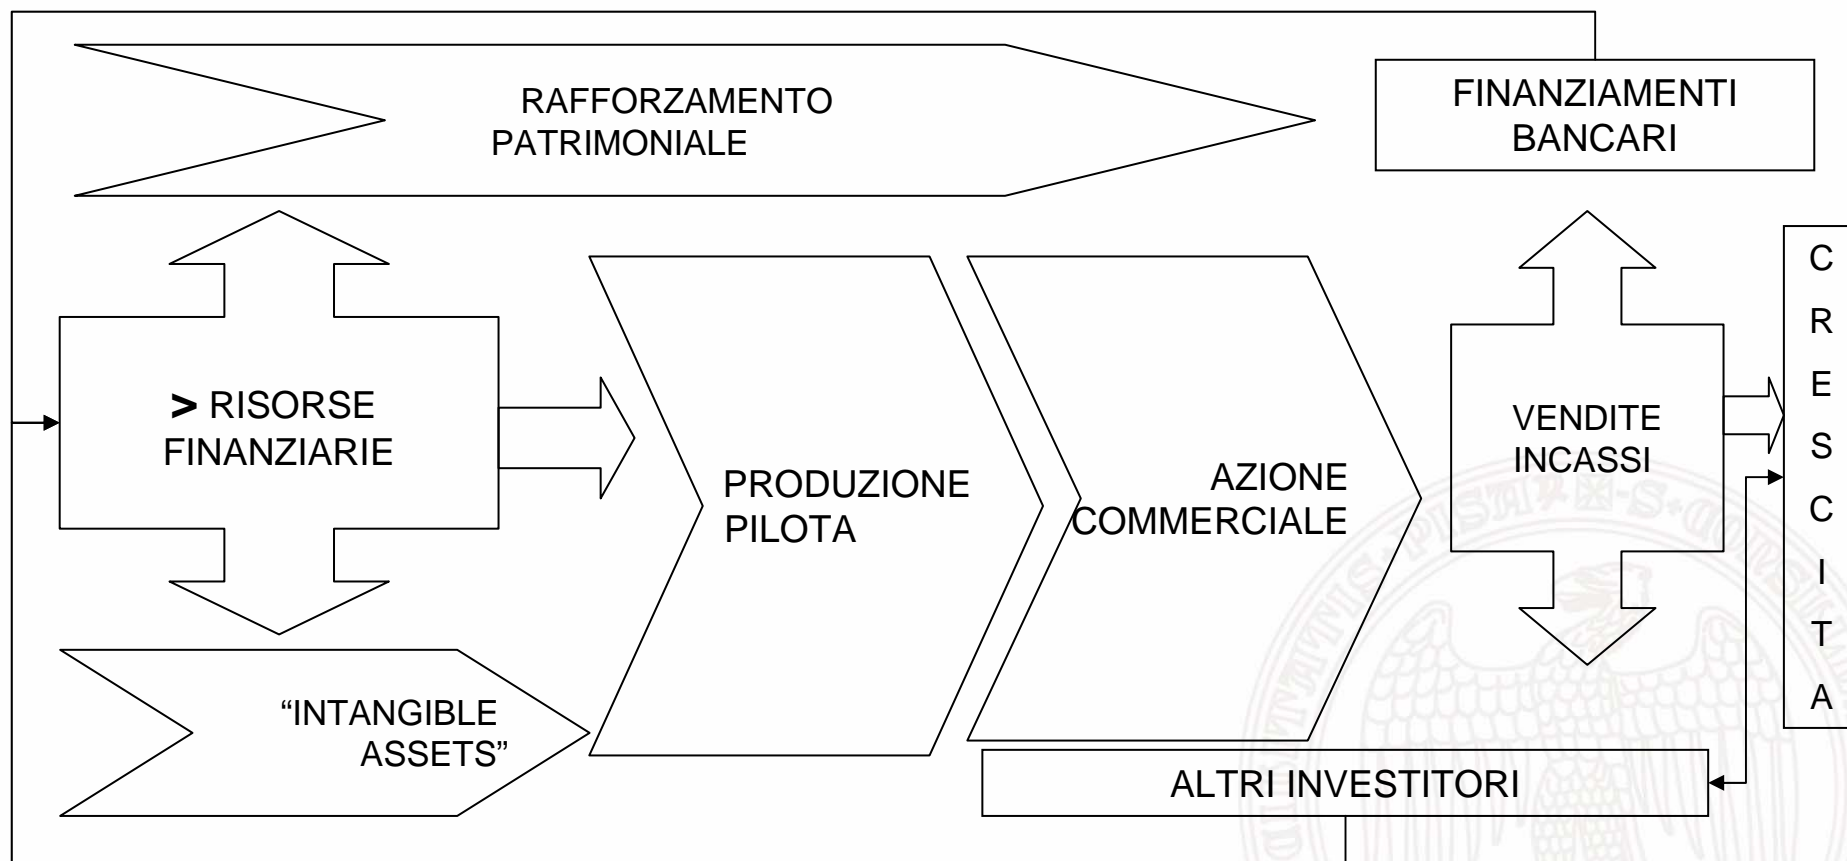 RAFFORZAMENTO
PATRIMONIALE
FINANZIAMENTI
BANCARI
> RISORSE
FINANZIARIE
PRODUZIONE
PILOTA
AZIONE
COMMERCIALE
VENDITE
INCASSI
C
R
E
S
C
I
T
A
“INTANGIBLE
ASSETS”
ALTRI INVESTITORI